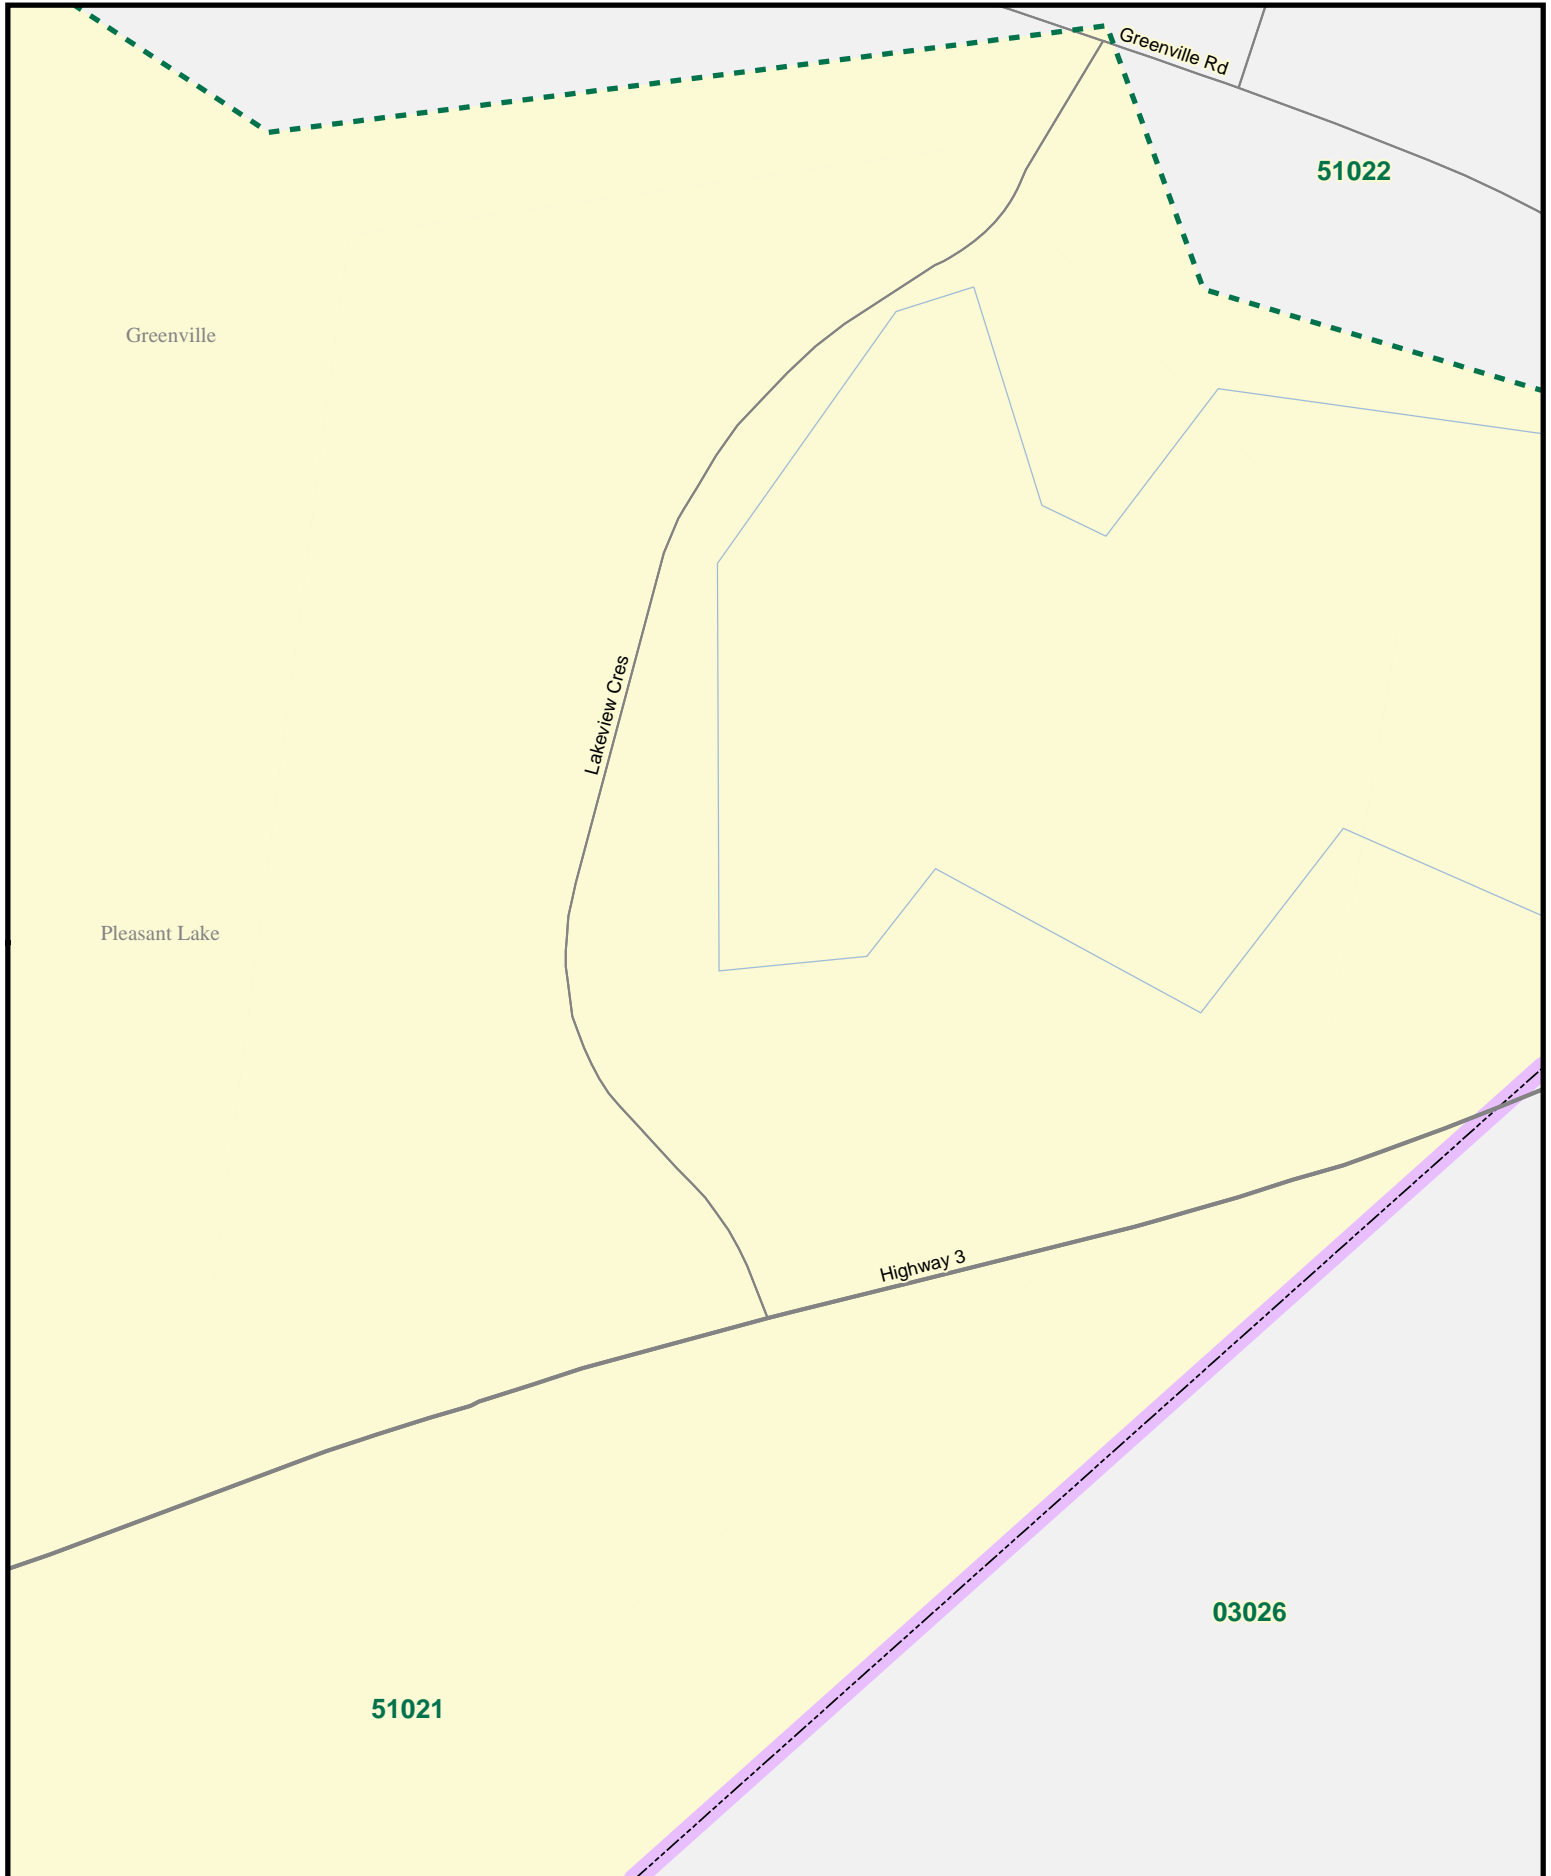 Greenville Rd
51022
Greenville
Lakeview Cres
Pleasant Lake
Highway 3
03026
51021